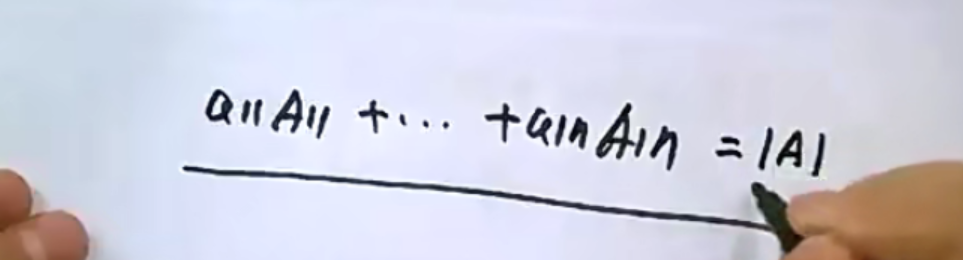 a11A11 + ... + a1nA1n = |A|